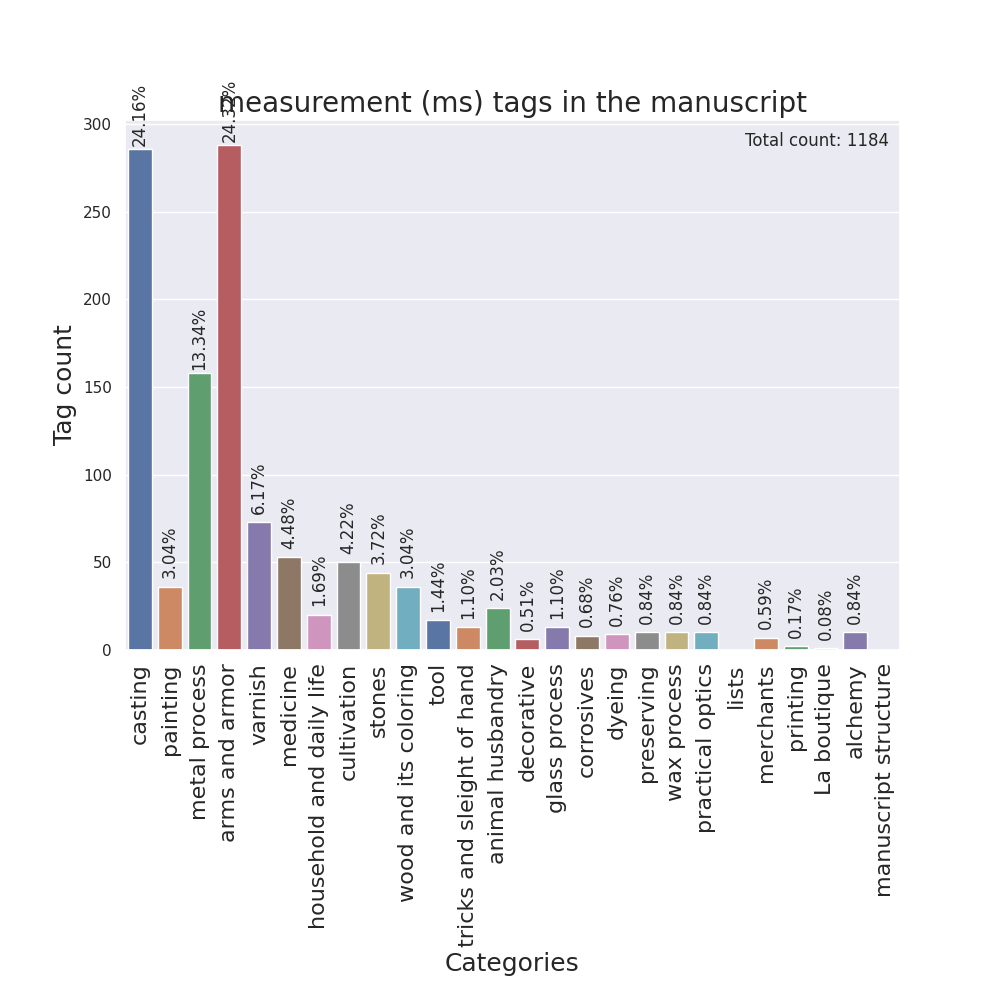 measurement (ms) tags in the manuscript
Total count: 1184
Tag count
300
250
200
150
100
50
0
24.16%
3.04%
13.34%
24.32%
6.17%
4.48%
1.69%
4.22%
3.72%
3.04%
1.44%
1.10%
2.03%
0.51%
1.10%
0.68%
0.76%
0.84%
0.84%
0.84%
0.59%
0.17%
0.08%
0.84%
casting
painting
metal process
arms and armor
varnish
medicine
household and daily life
cultivation
stones
wood and its coloring
tool
tricks and sleight of hand
animal husbandry
decorative
glass process
corrosives
dyeing
preserving
wax process
practical optics
lists
merchants
printing
La boutique
alchemy
manuscript structure
Categories